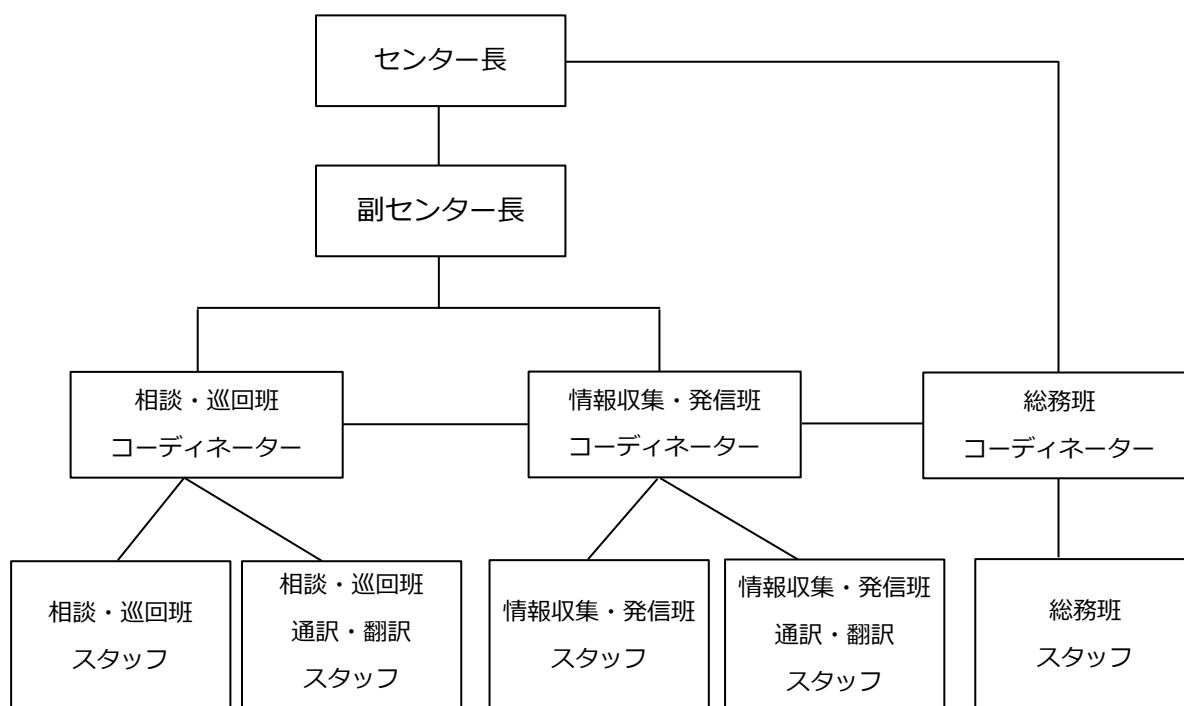 センター長
副センター長
相談・巡回班
コーディネーター
情報収集・発信班
コーディネーター
総務班
コーディネーター
相談・巡回班
スタッフ
相談・巡回班
通訳・翻訳
スタッフ
情報収集・発信班
スタッフ
情報収集・発信班
通訳・翻訳
スタッフ
総務班
スタッフ